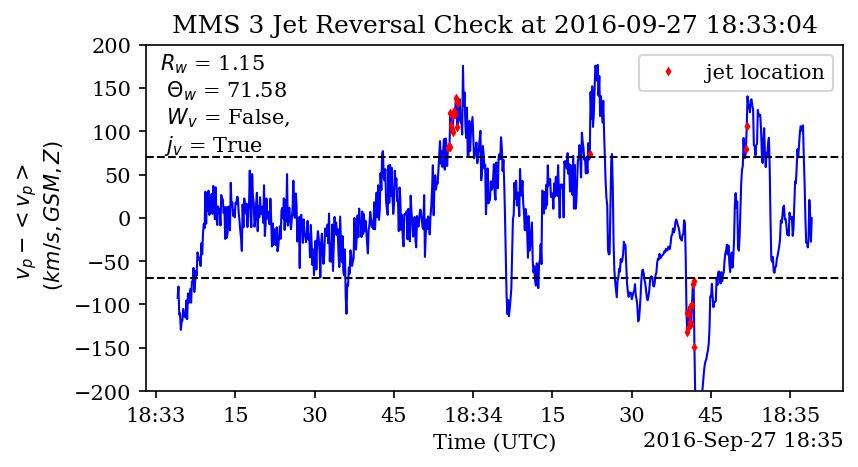 MMS 3 Jet Reversal Check at 2016-09-27 18:33:04
R_w = 1.15
Θ_w = 71.58
W_v = False,
j_v = True
jet location
v_p − < v_p >
(km/s, GSM, Z)
200
150
100
50
0
−50
−100
−150
−200
18:33 15 30 45 18:34 15 30 45 18:35
Time (UTC)
2016-Sep-27 18:35